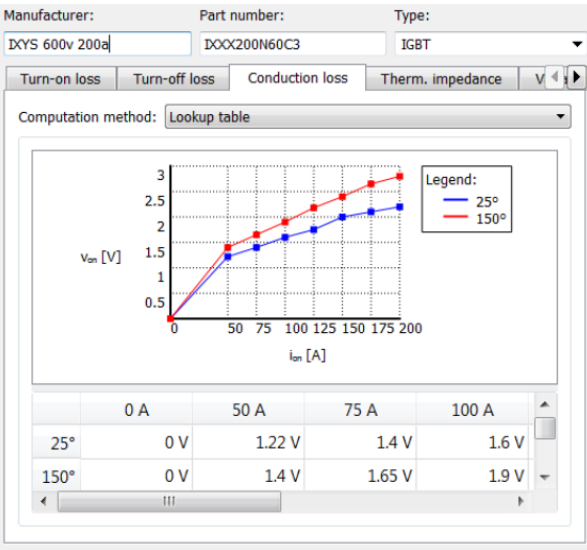 Manufacturer: Part number: Type:
IXYS 600v 200a IXXX200N60C3 IGBT
Turn-on loss Turn-off loss Conduction loss Therm. impedance
Computation method: Lookup table
3
2.5
2
1.5
1
0.5
Von [V]
0 50 75 100 125 150 175 200
ion [A]
Legend:
25°
150°
0 A 50 A 75 A 100 A
25° 0 V 1.22 V 1.4 V 1.6 V
150° 0 V 1.4 V 1.65 V 1.9 V